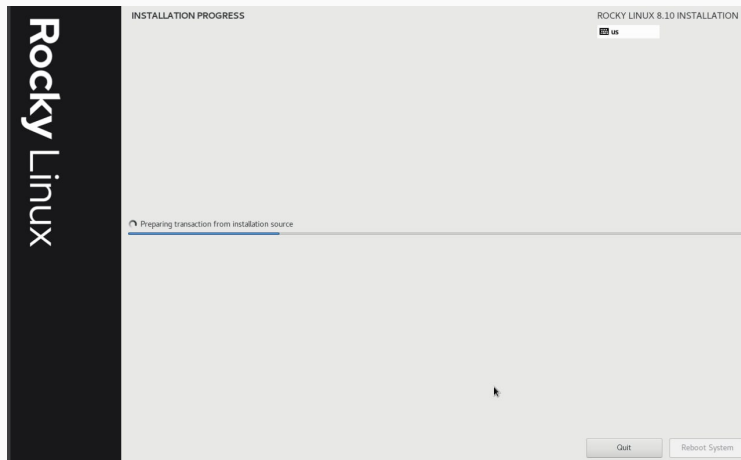 Rocky Linux
INSTALLATION PROGRESS
ROCKY LINUX 8.10 INSTALLATION
us
Preparing transaction from installation source
Quit
Reboot System